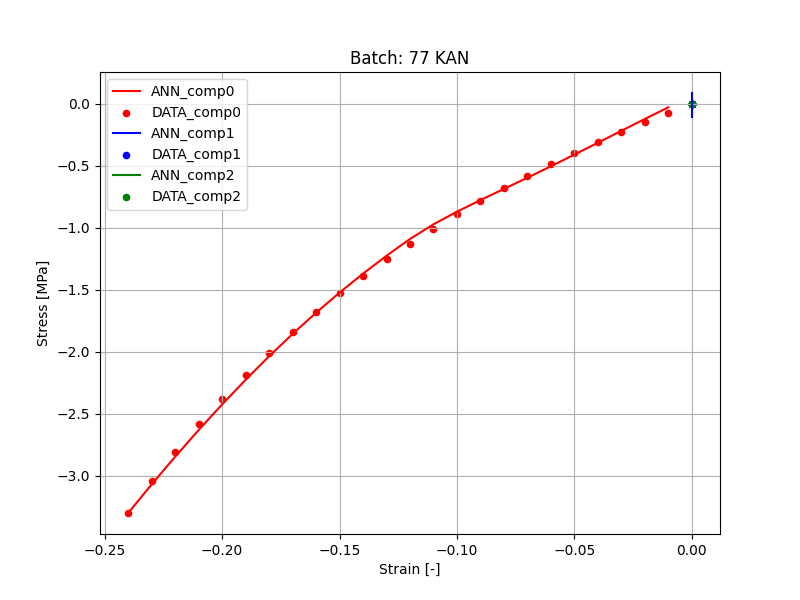 Batch: 77 KAN
ANN_comp0
DATA_comp0
ANN_comp1
DATA_comp1
ANN_comp2
DATA_comp2
Stress [MPa]
0.0
−0.5
−1.0
−1.5
−2.0
−2.5
−3.0
−0.25 −0.20 −0.15 −0.10 −0.05 0.00
Strain [-]